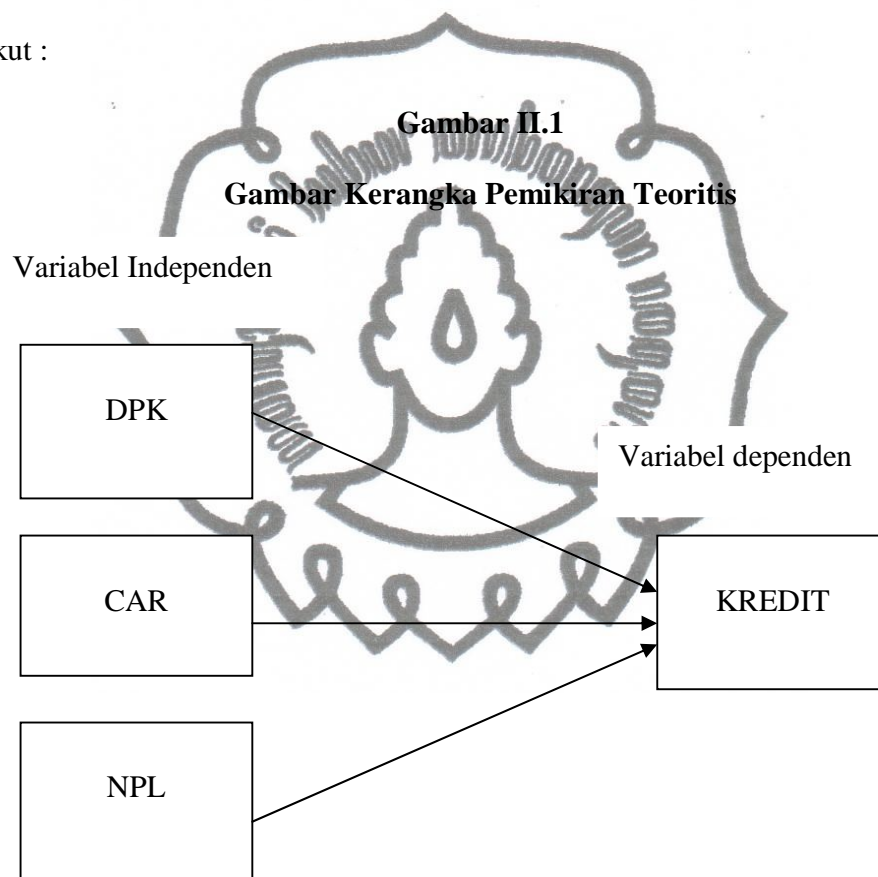 kut :
Gambar II.1
Gambar Kerangka Pemikiran Teoritis
Variabel Independen
DPK
Variabel dependen
CAR
KREDIT
NPL